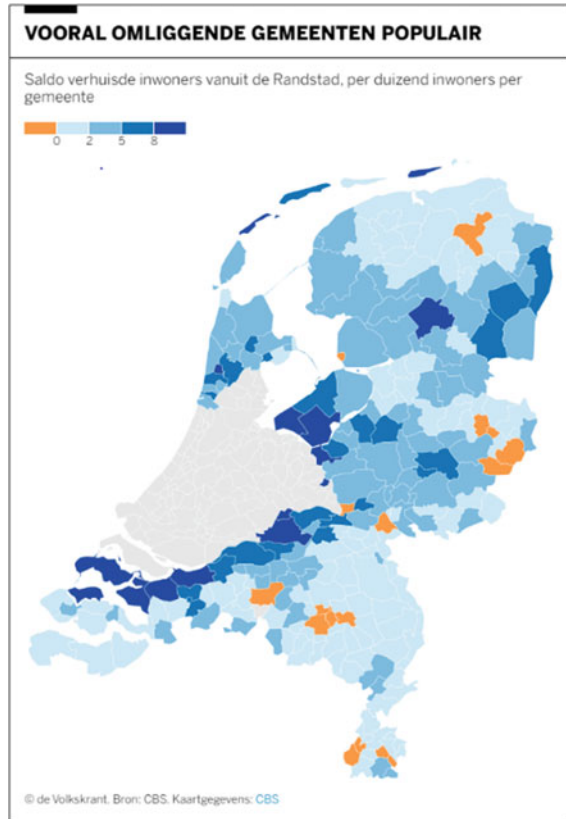 VOORAL OMLIGGENDE GEMEENTEN POPULAIR
Saldo verhuisde inwoners vanuit de Randstad, per duizend inwoners per
gemeente
0 2 5 8
© de Volkskrant. Bron: CBS. Kaartgegevens: CBS